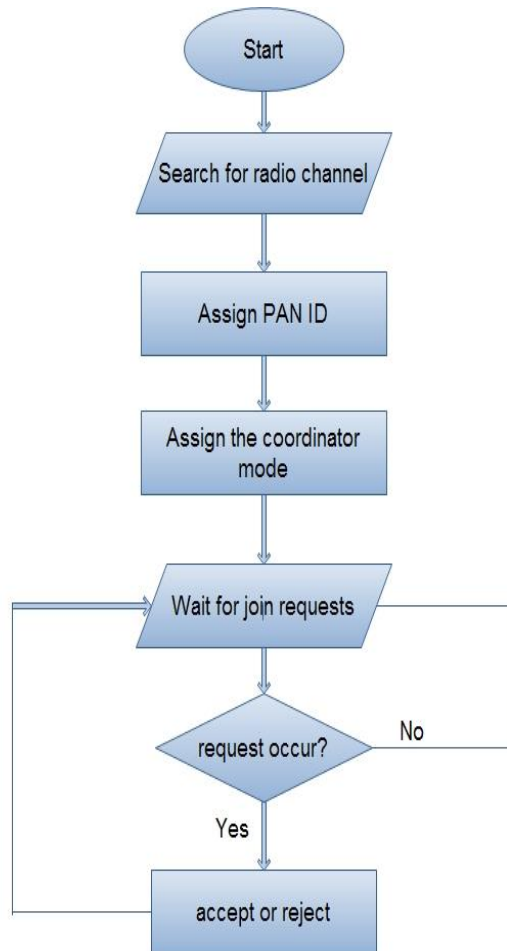 Start
Search for radio channel
Assign PAN ID
Assign the coordinator
mode
Wait for join requests
request occur?
No
Yes
accept or reject